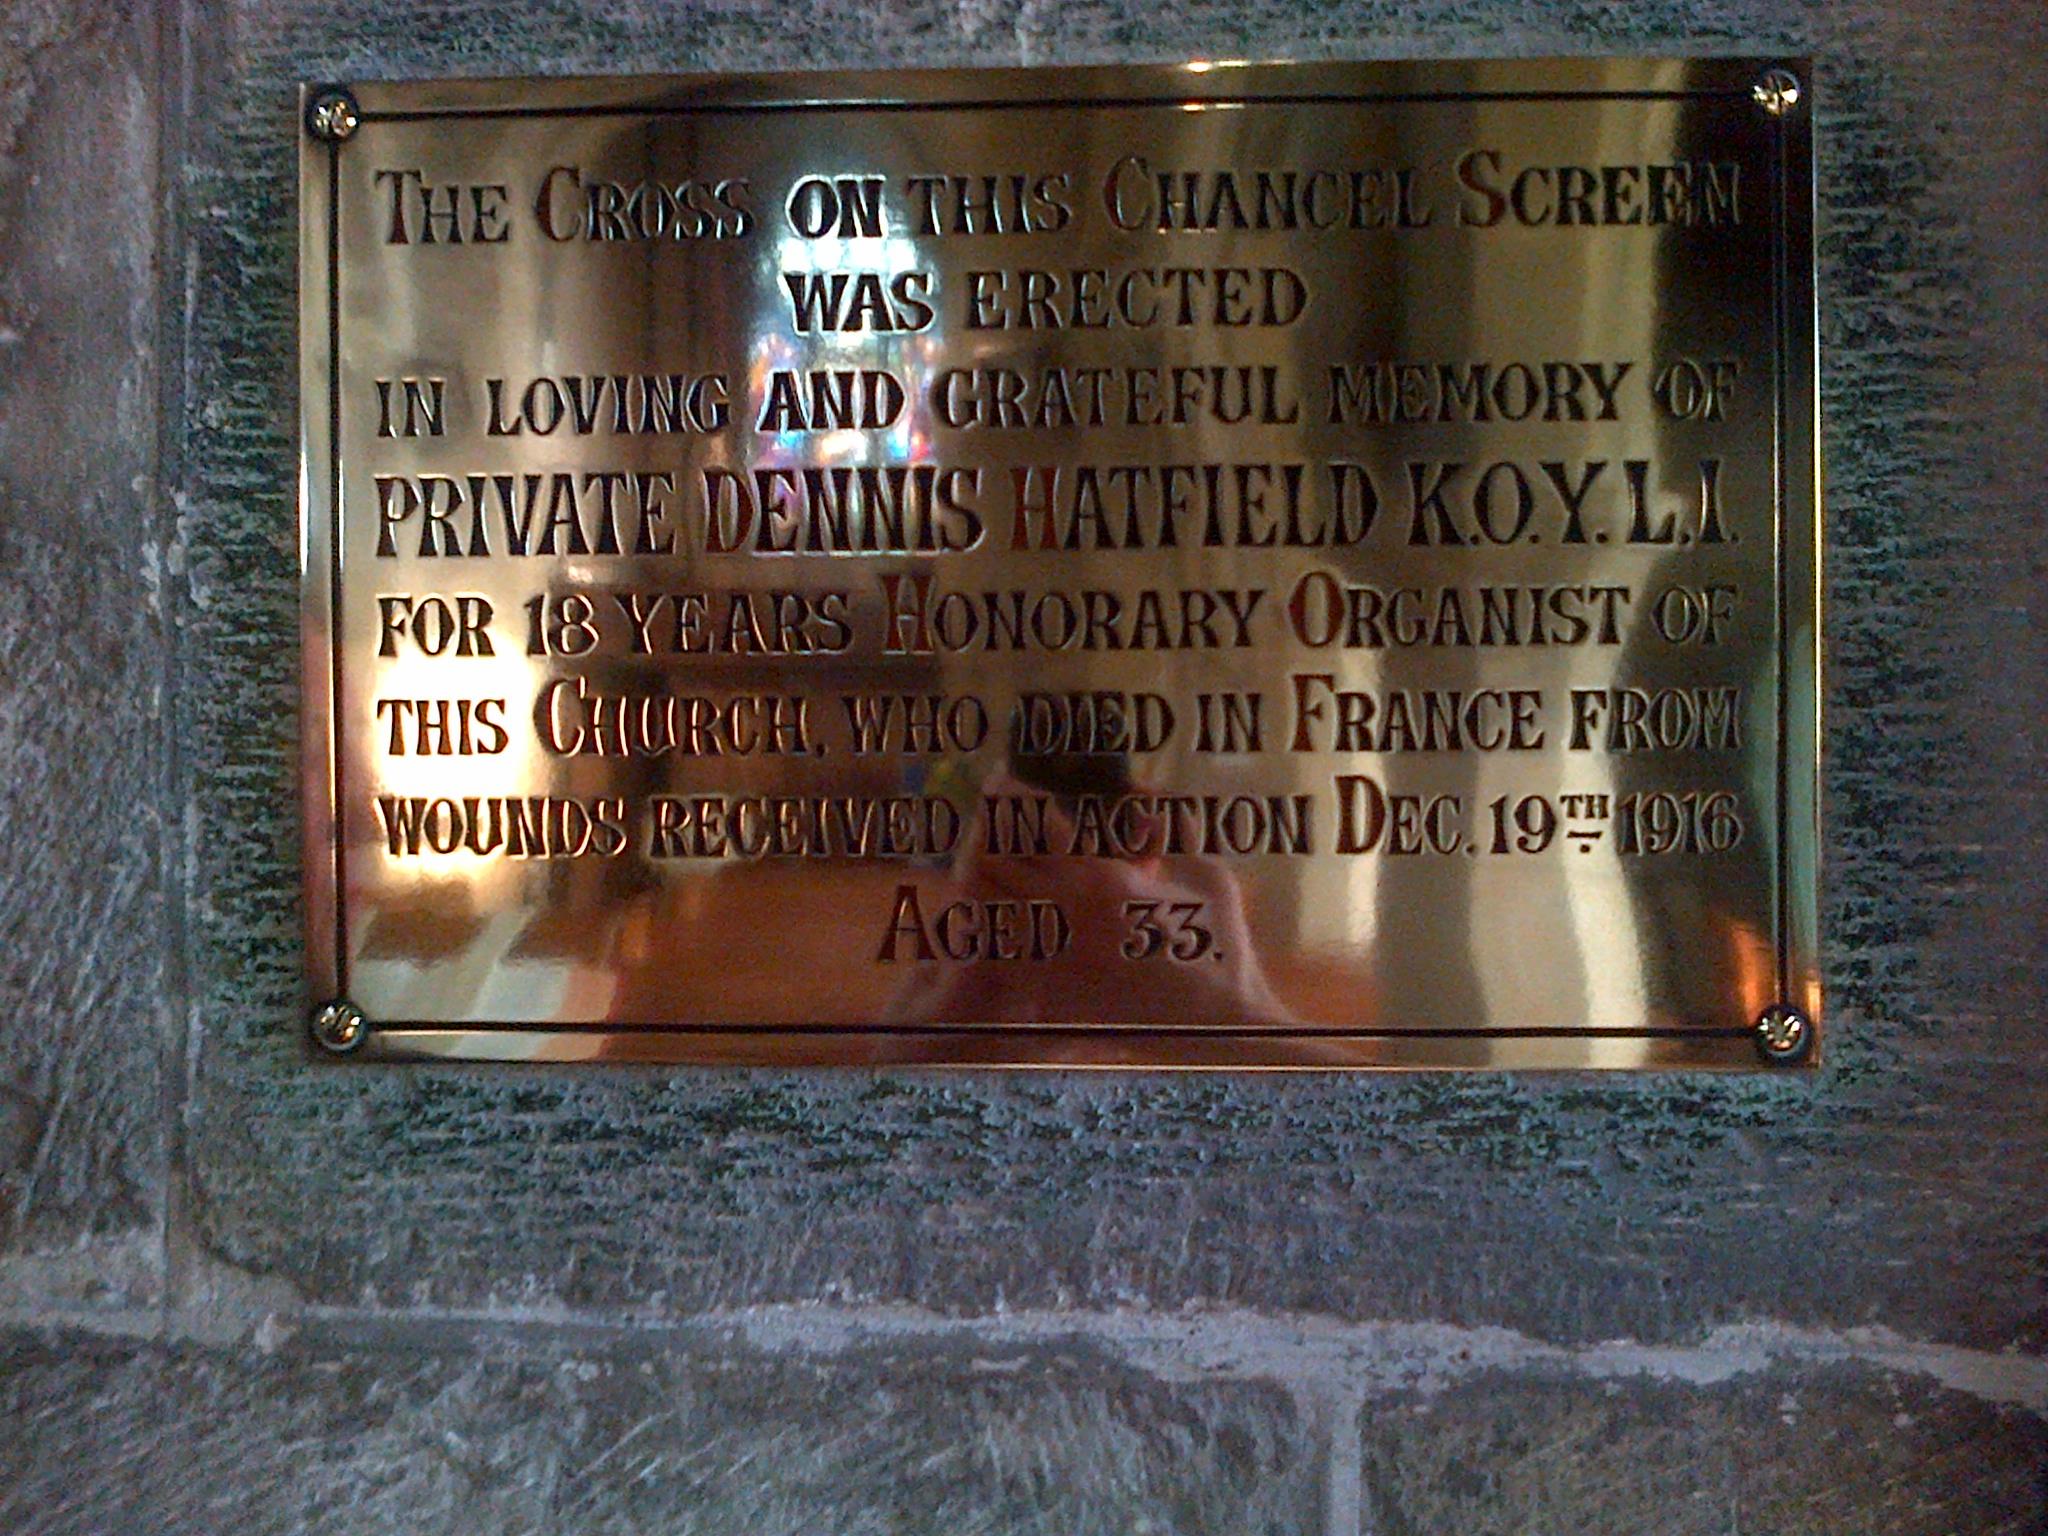 THE CROSS ON THIS CHANCEL SCREEN
WAS ERECTED
IN LOVING AND GRATEFUL MEMORY OF
PRIVATE DENNIS HATFIELD K.O.Y.L.I.
FOR 18 YEARS HONORARY ORGANIST OF
THIS CHURCH, WHO DIED IN FRANCE FROM
WOUNDS RECEIVED IN ACTION DEC. 19TH 1916
AGED 33.